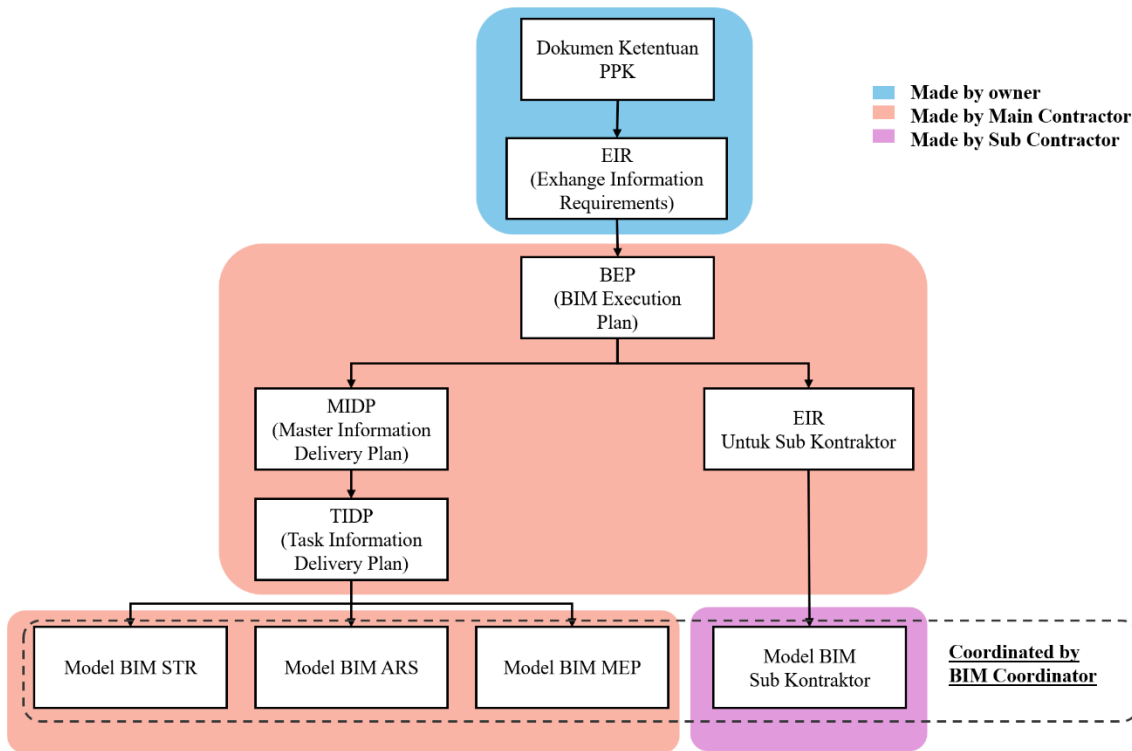 Dokumen Ketentuan
PPK
Made by owner
Made by Main Contractor
Made by Sub Contractor
EIR
(Exhange Information
Requirements)
BEP
(BIM Execution
Plan)
MIDP
(Master Information
Delivery Plan)
EIR
Untuk Sub Kontraktor
TIDP
(Task Information
Delivery Plan)
Model BIM STR
Model BIM ARS
Model BIM MEP
Model BIM
Sub Kontraktor
Coordinated by
BIM Coordinator